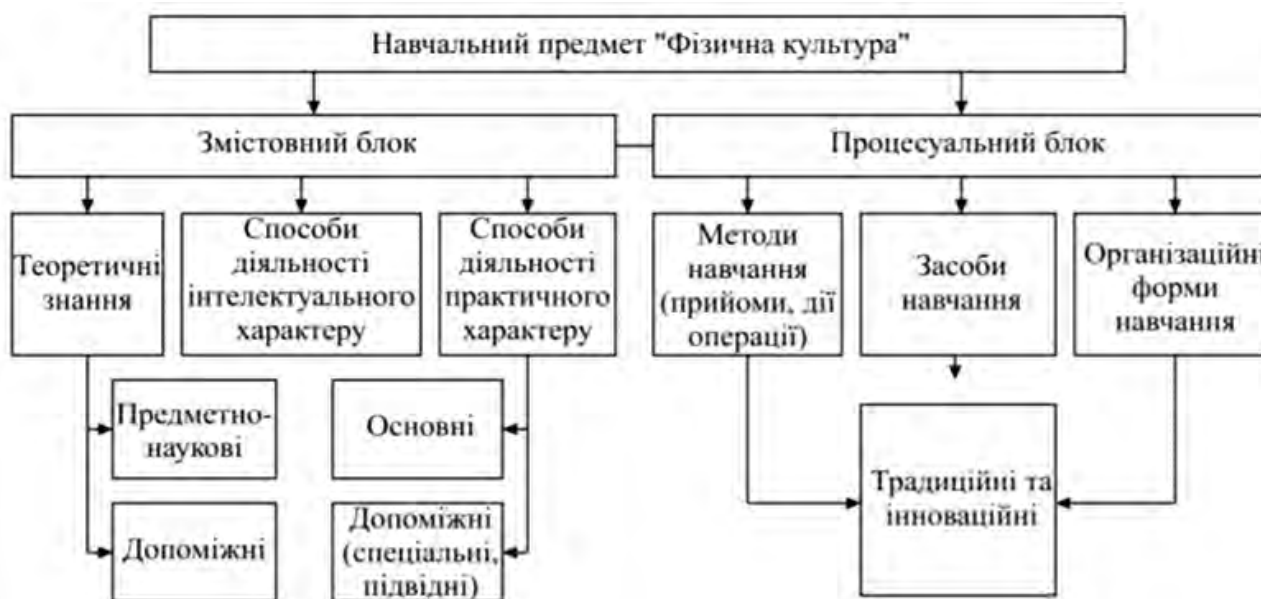 Навчальний предмет "Фізична культура"
Змістовний блок
Процесуальний блок
Теоретичні
знання
Способи
діяльності
інтелектуального
характеру
Способи
діяльності
практичного
характеру
Методи
навчання
(прийоми, дії
операції)
Засоби
навчання
Організаційні
форми
навчання
Предметно-
наукові
Основні
Традиційні та
інноваційні
Допоміжні
Допоміжні
(спеціальні,
підвідні)